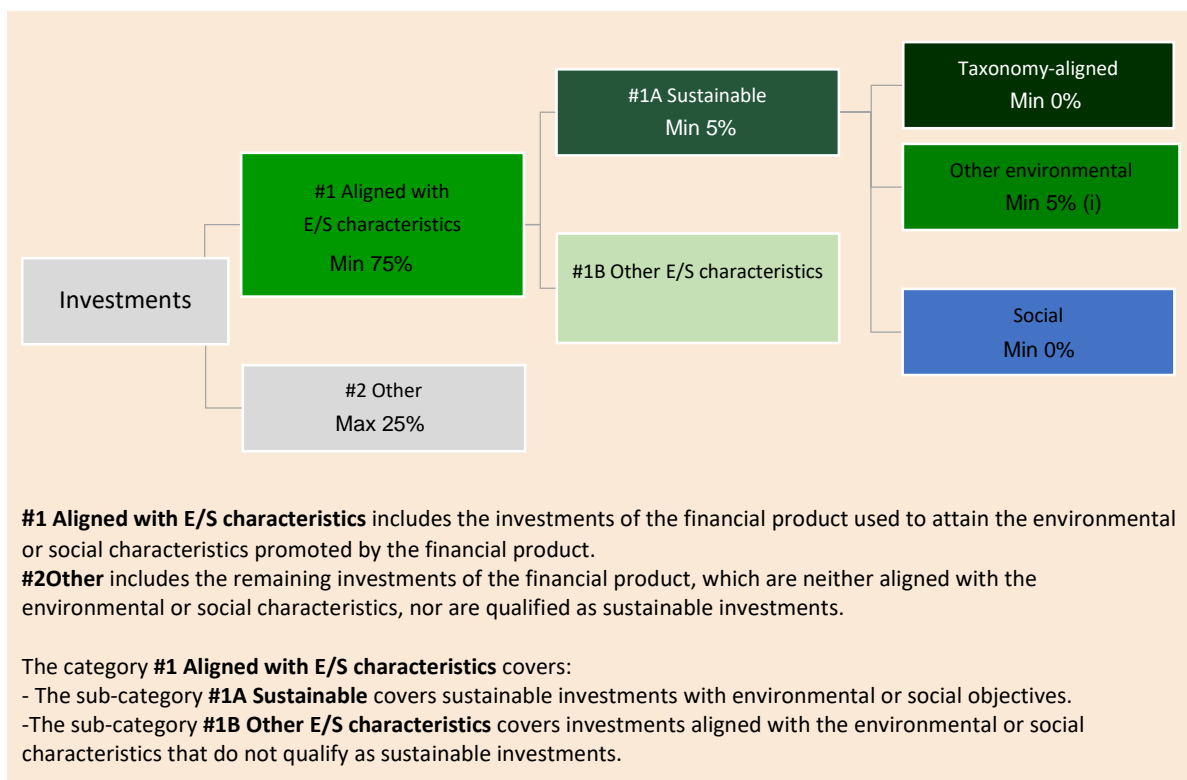 Investments
#1 Aligned with
E/S characteristics
Min 75%
#2 Other
Max 25%
#1A Sustainable
Min 5%
#1B Other E/S characteristics
Taxonomy-aligned
Min 0%
Other environmental
Min 5% (i)
Social
Min 0%
#1 Aligned with E/S characteristics includes the investments of the financial product used to attain the environmental
or social characteristics promoted by the financial product.
#2Other includes the remaining investments of the financial product, which are neither aligned with the
environmental or social characteristics, nor are qualified as sustainable investments.
The category #1 Aligned with E/S characteristics covers:
- The sub-category #1A Sustainable covers sustainable investments with environmental or social objectives.
-The sub-category #1B Other E/S characteristics covers investments aligned with the environmental or social
characteristics that do not qualify as sustainable investments.